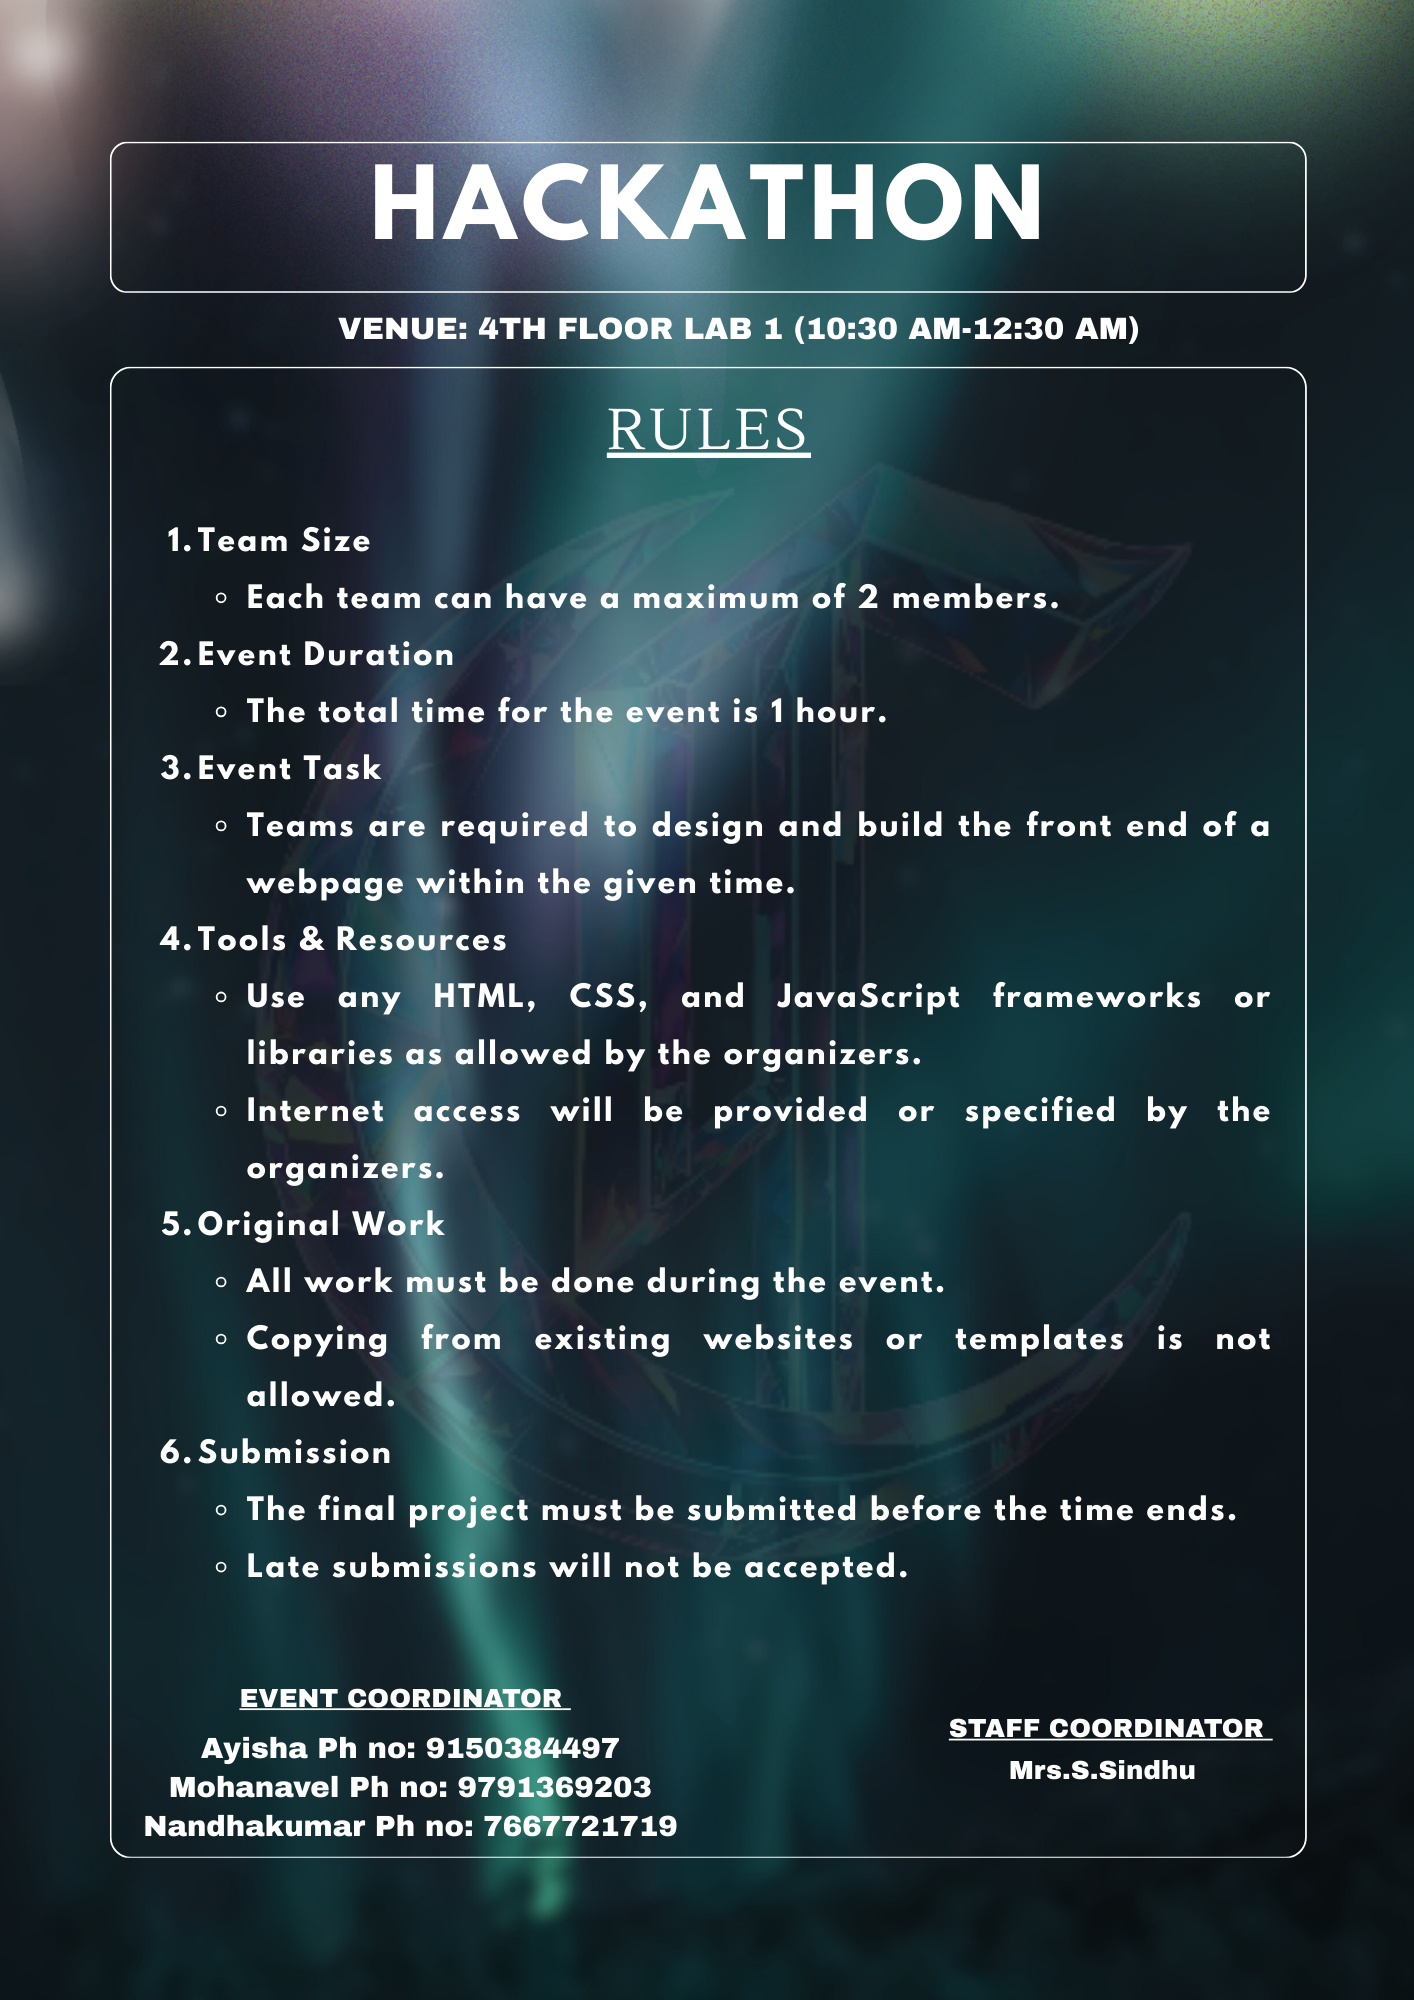 HACKATHON
VENUE: 4TH FLOOR LAB 1 (10:30 AM-12:30 AM)
RULES
1. Team Size
Each team can have a maximum of 2 members.
2. Event Duration
The total time for the event is 1 hour.
3. Event Task
Teams are required to design and build the front end of a
webpage within the given time.
4. Tools & Resources
Use any HTML, CSS, and JavaScript frameworks or
libraries as allowed by the organizers.
Internet access will be provided or specified by the
organizers.
5. Original Work
All work must be done during the event.
Copying from existing websites or templates is not
allowed.
6. Submission
The final project must be submitted before the time ends.
Late submissions will not be accepted.
EVENT COORDINATOR
Ayisha Ph no: 9150384497
Mohanavel Ph no: 9791369203
Nandhakumar Ph no: 7667721719
STAFF COORDINATOR
Mrs.S.Sindhu